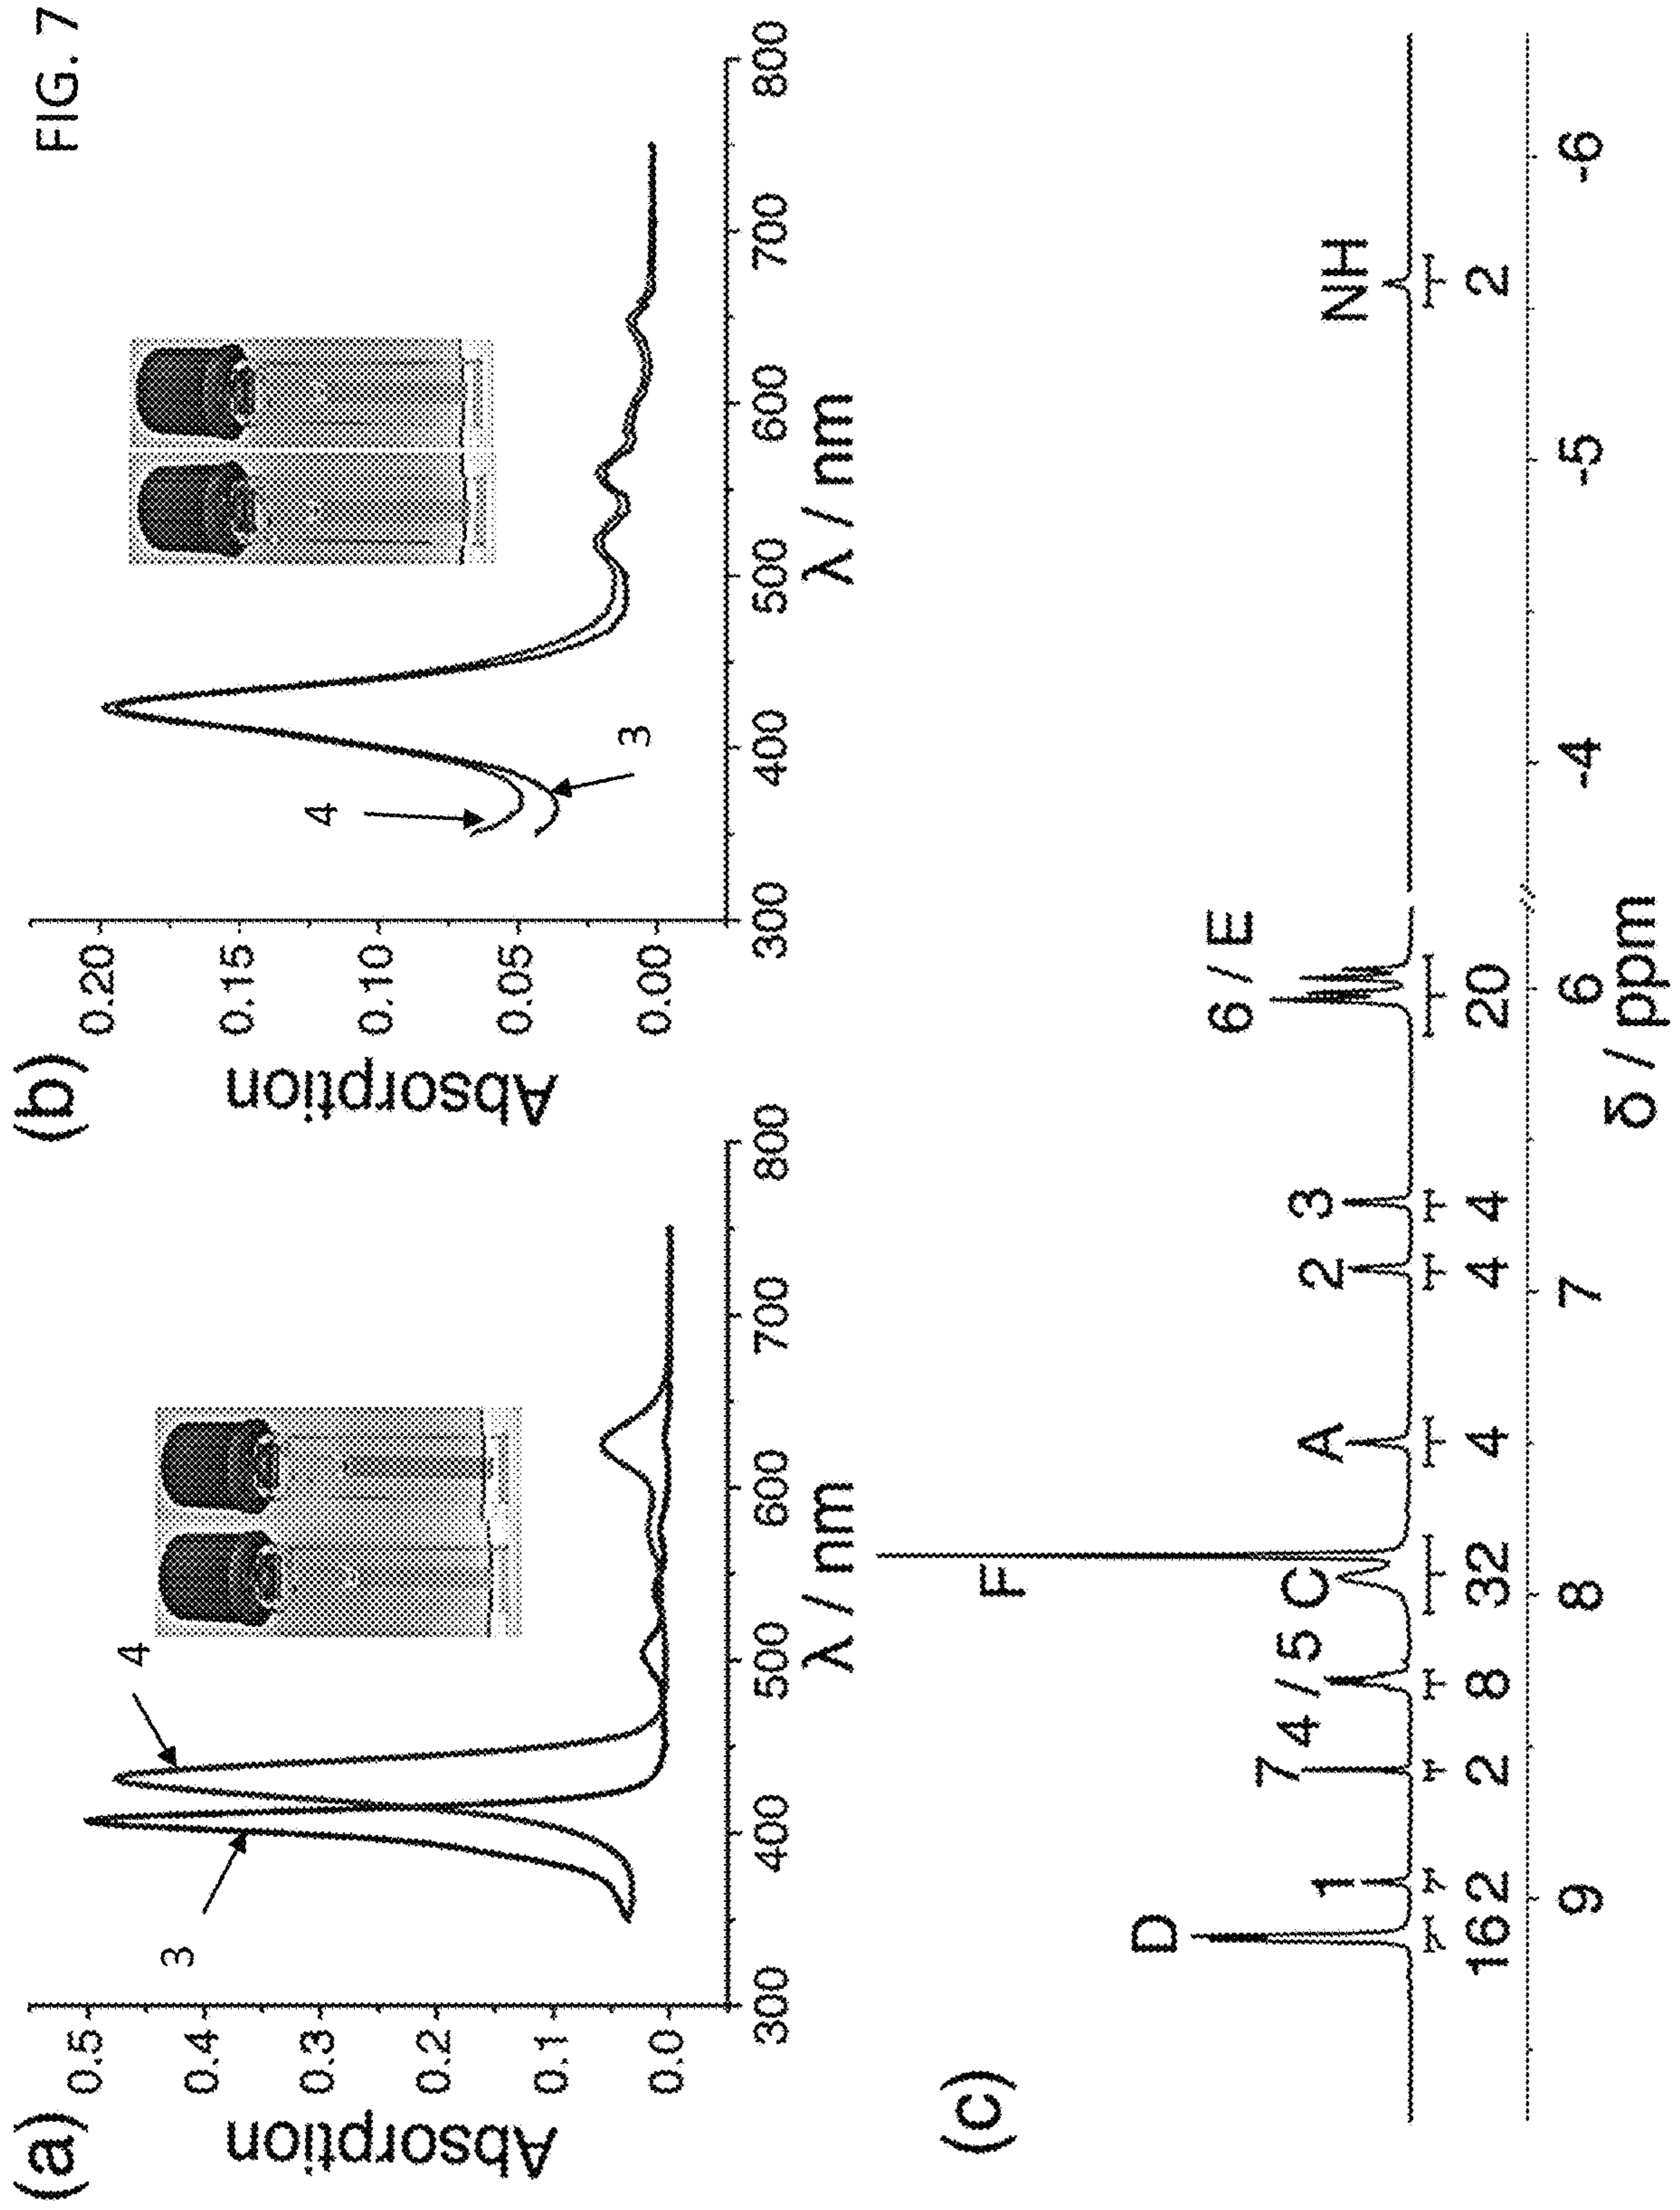 FIG. 7
(a)
Absorption
0.5
0.4
0.3
0.2
0.1
0.0
3
4
300 400 500 600 700 800
λ / nm
(b)
Absorption
0.20
0.15
0.10
0.05
0.00
4
3
300 400 500 600 700 800
λ / nm
(c)
D 1 7 4 / 5 C F A 2 3 6 / E NH
16 2 2 8 32 4 4 4 20 2
9 8 7 6 -4 -5 -6
δ / ppm